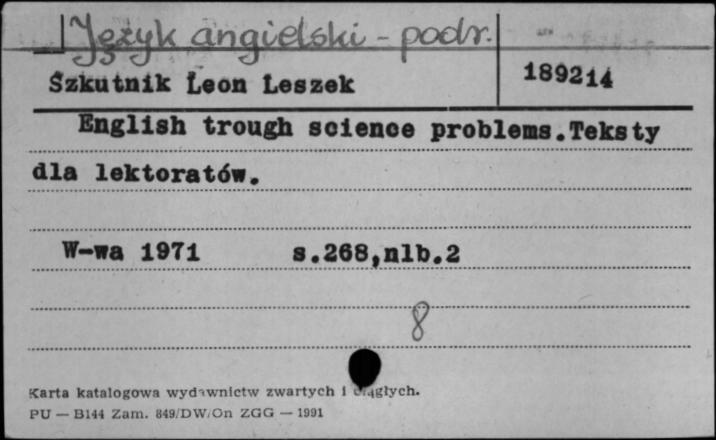 Język angielski - podr.
Szkutnik Leon Leszek 189214
English trough science problems.Teksty
dla lektoratów.
W-wa 1971 s.268,nlb.2
8
Karta katalogowa wydawnictw zwartych i ciągłych.
PU — B144 Zam. 849/DW/On ZGG — 1991